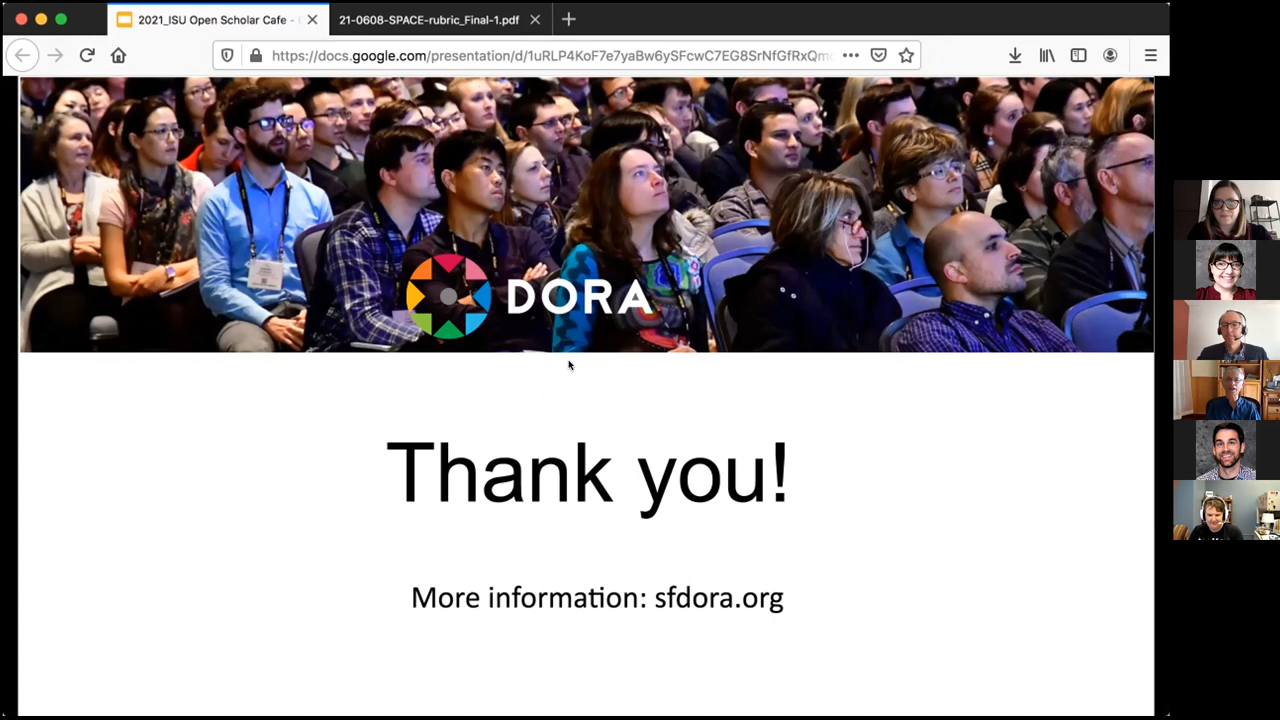 2021_ISU Open Scholar Cafe -
21-0608-SPACE-rubric_Final-1.pdf
https://docs.google.com/presentation/d/1uRLP4KoF7e7yaBw6ySFcwC7EG8SrNfGfRxQm
DORA
Thank you!
More information: sfdora.org